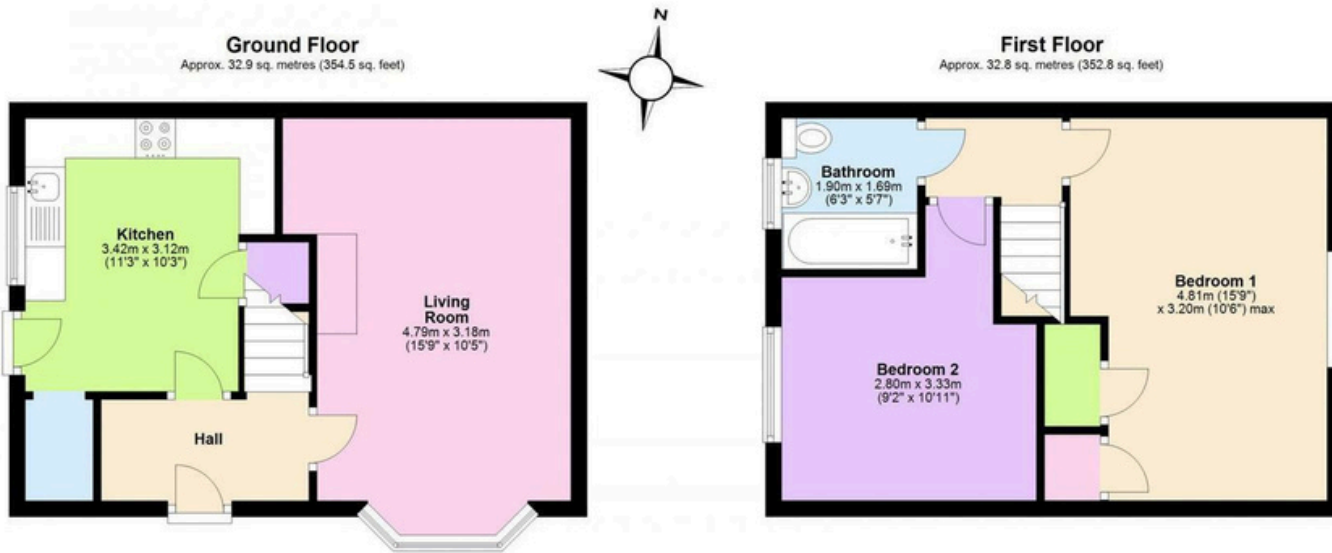 Ground Floor
Approx. 32.9 sq. metres (354.5 sq. feet)
N
First Floor
Approx. 32.8 sq. metres (352.8 sq. feet)
Kitchen
3.42m x 3.12m
(11'3" x 10'3")
Living
Room
4.79m x 3.18m
(15'9" x 10'5")
Hall
Bathroom
1.90m x 1.69m
(6'3" x 5'7")
Bedroom 1
4.81m (15'9")
x 3.20m (10'6") max
Bedroom 2
2.80m x 3.33m
(9'2" x 10'11")